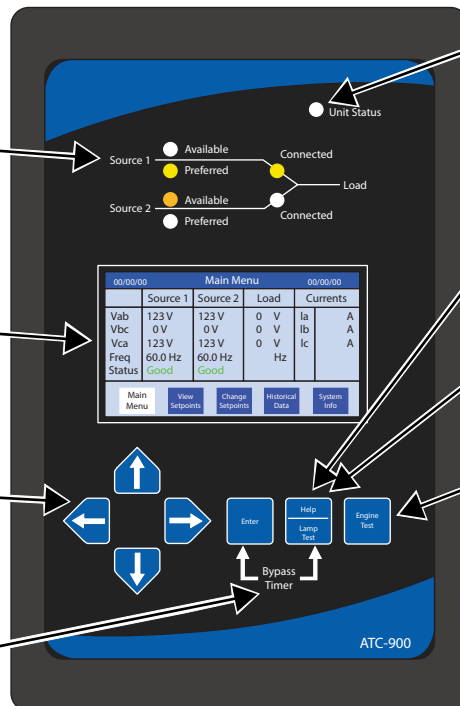 Unit Status
Available
Source 1
Preferred
Connected
Load
Available
Source 2
Preferred
Connected
00/00/00 Main Menu 00/00/00
Source 1 Source 2 Load Currents
Vab 123 V 123 V 0 V Ia A
Vbc 0 V 0 V 0 V Ib A
Vca 123 V 123 V 0 V Ic A
Freq 60.0 Hz 60.0 Hz Hz
Status Good Good
Main Menu
View Setpoints
Change Setpoints
Historical Data
System Info
Enter
Help
Lamp Test
Engine Test
Bypass
Timer
ATC-900